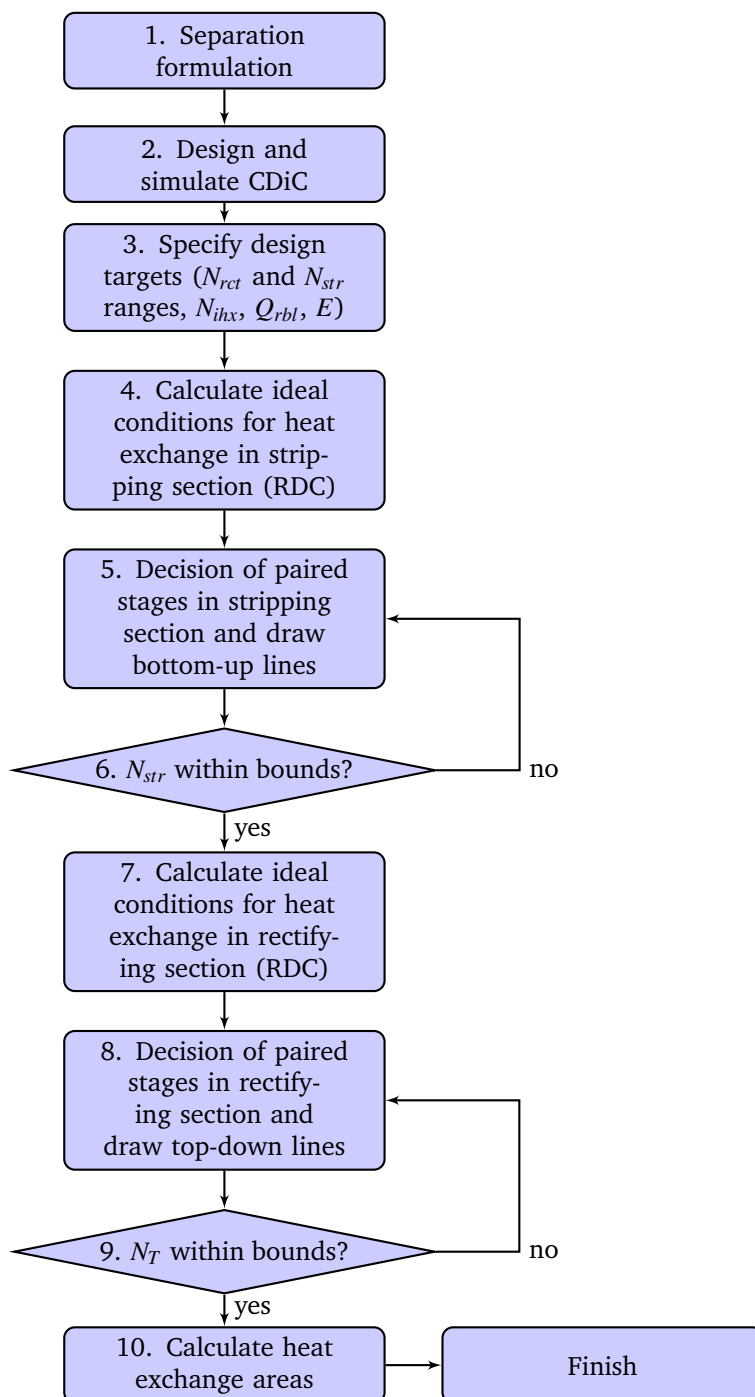 1. Separation
formulation
2. Design and
simulate CDiC
3. Specify design
targets (N_rct and N_str
ranges, N_ihx, Q_rbl, E)
4. Calculate ideal
conditions for heat
exchange in strip-
ping section (RDC)
5. Decision of paired
stages in stripping
section and draw
bottom-up lines
6. N_str within bounds?
no
yes
7. Calculate ideal
conditions for heat
exchange in rectify-
ing section (RDC)
8. Decision of paired
stages in rectify-
ing section and
draw top-down lines
9. N_T within bounds?
no
yes
10. Calculate heat
exchange areas
Finish